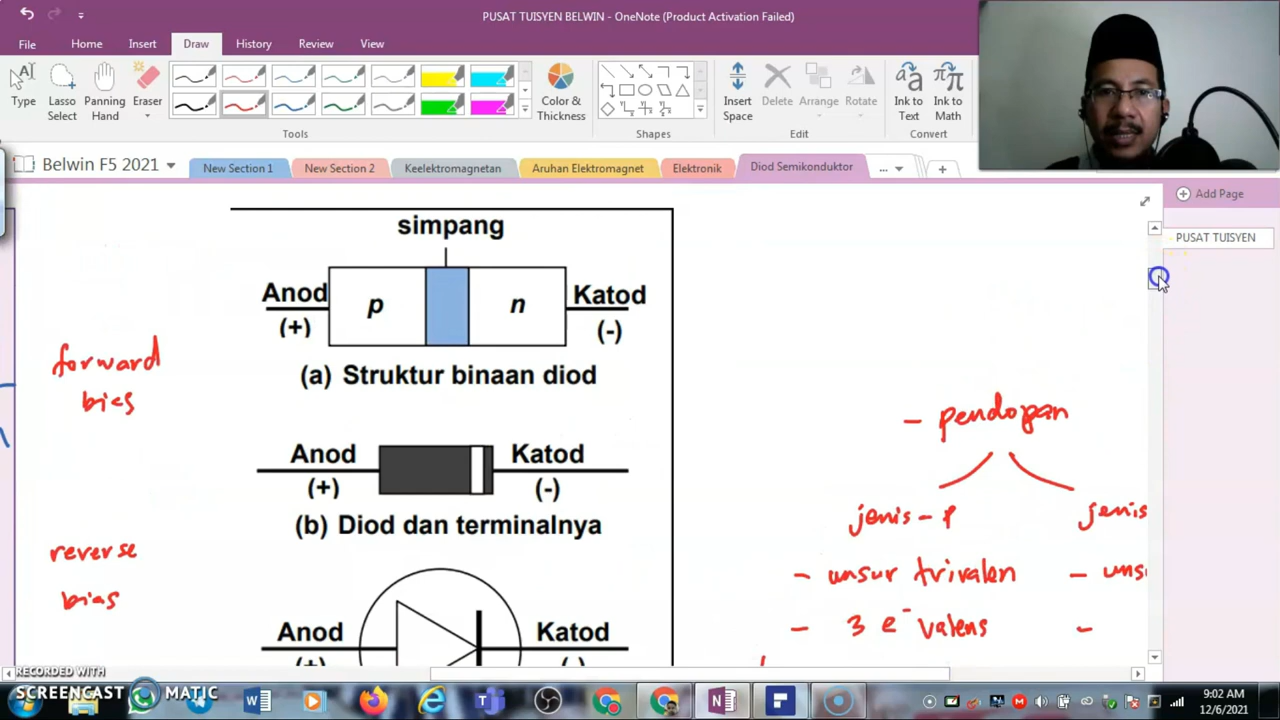 PUSAT TUISYEN BELWIN - OneNote (Product Activation Failed)
File Home Insert Draw History Review View
Type
Lasso Select
Panning Hand
Eraser
Color & Thickness
Insert Space
Delete
Arrange
Rotate
Ink to Text
Ink to Math
Tools
Shapes
Edit
Convert
Belwin F5 2021
New Section 1
New Section 2
Keelektromagnetan
Aruhan Elektromagnet
Elektronik
Diod Semikonduktor
...
Add Page
PUSAT TUISYEN
simpang
Anod
(+)
p
n
Katod
(-)
(a) Struktur binaan diod
forward
bias
Anod
(+)
Katod
(-)
(b) Diod dan terminalnya
reverse
bias
Anod
(+)
Katod
(-)
- pendopan
jenis - p
- unsur trivalen
- 3 e⁻ valens
jenis
- uns
-
RECORDED WITH
SCREENCAST MATIC
9:02 AM
12/6/2021